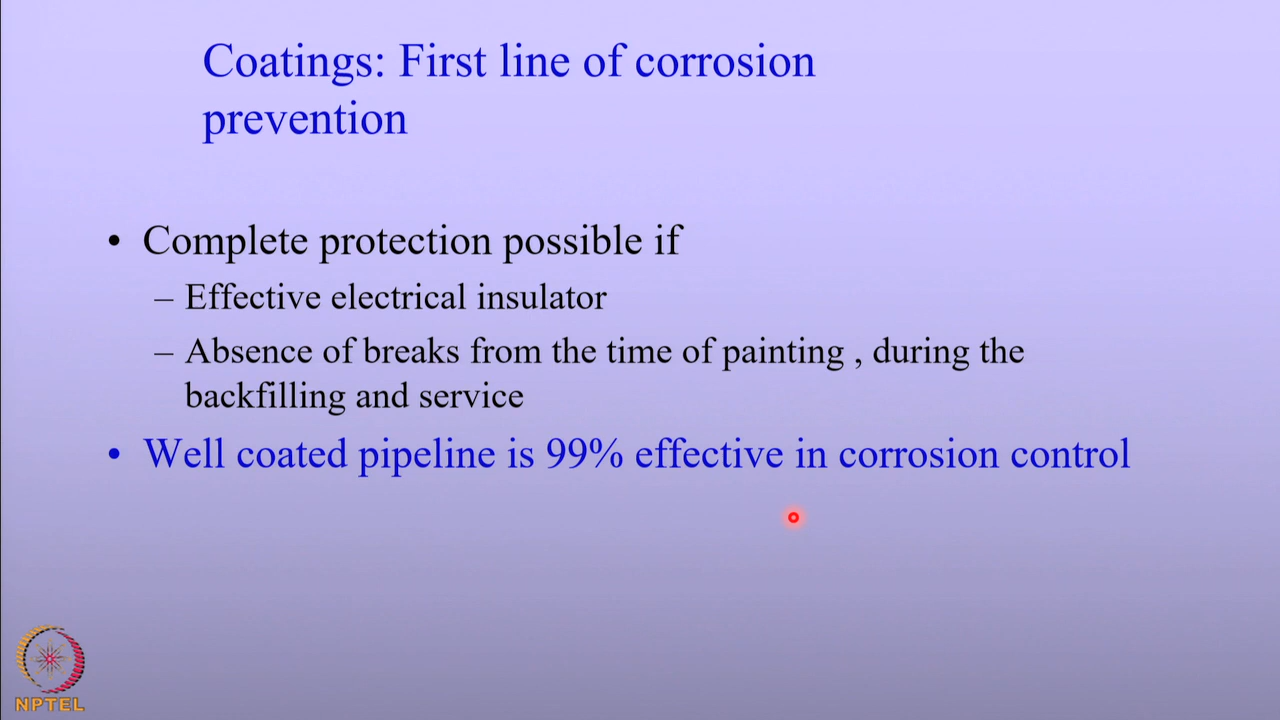 Coatings: First line of corrosion
prevention
• Complete protection possible if
– Effective electrical insulator
– Absence of breaks from the time of painting , during the
backfilling and service
• Well coated pipeline is 99% effective in corrosion control
NPTEL